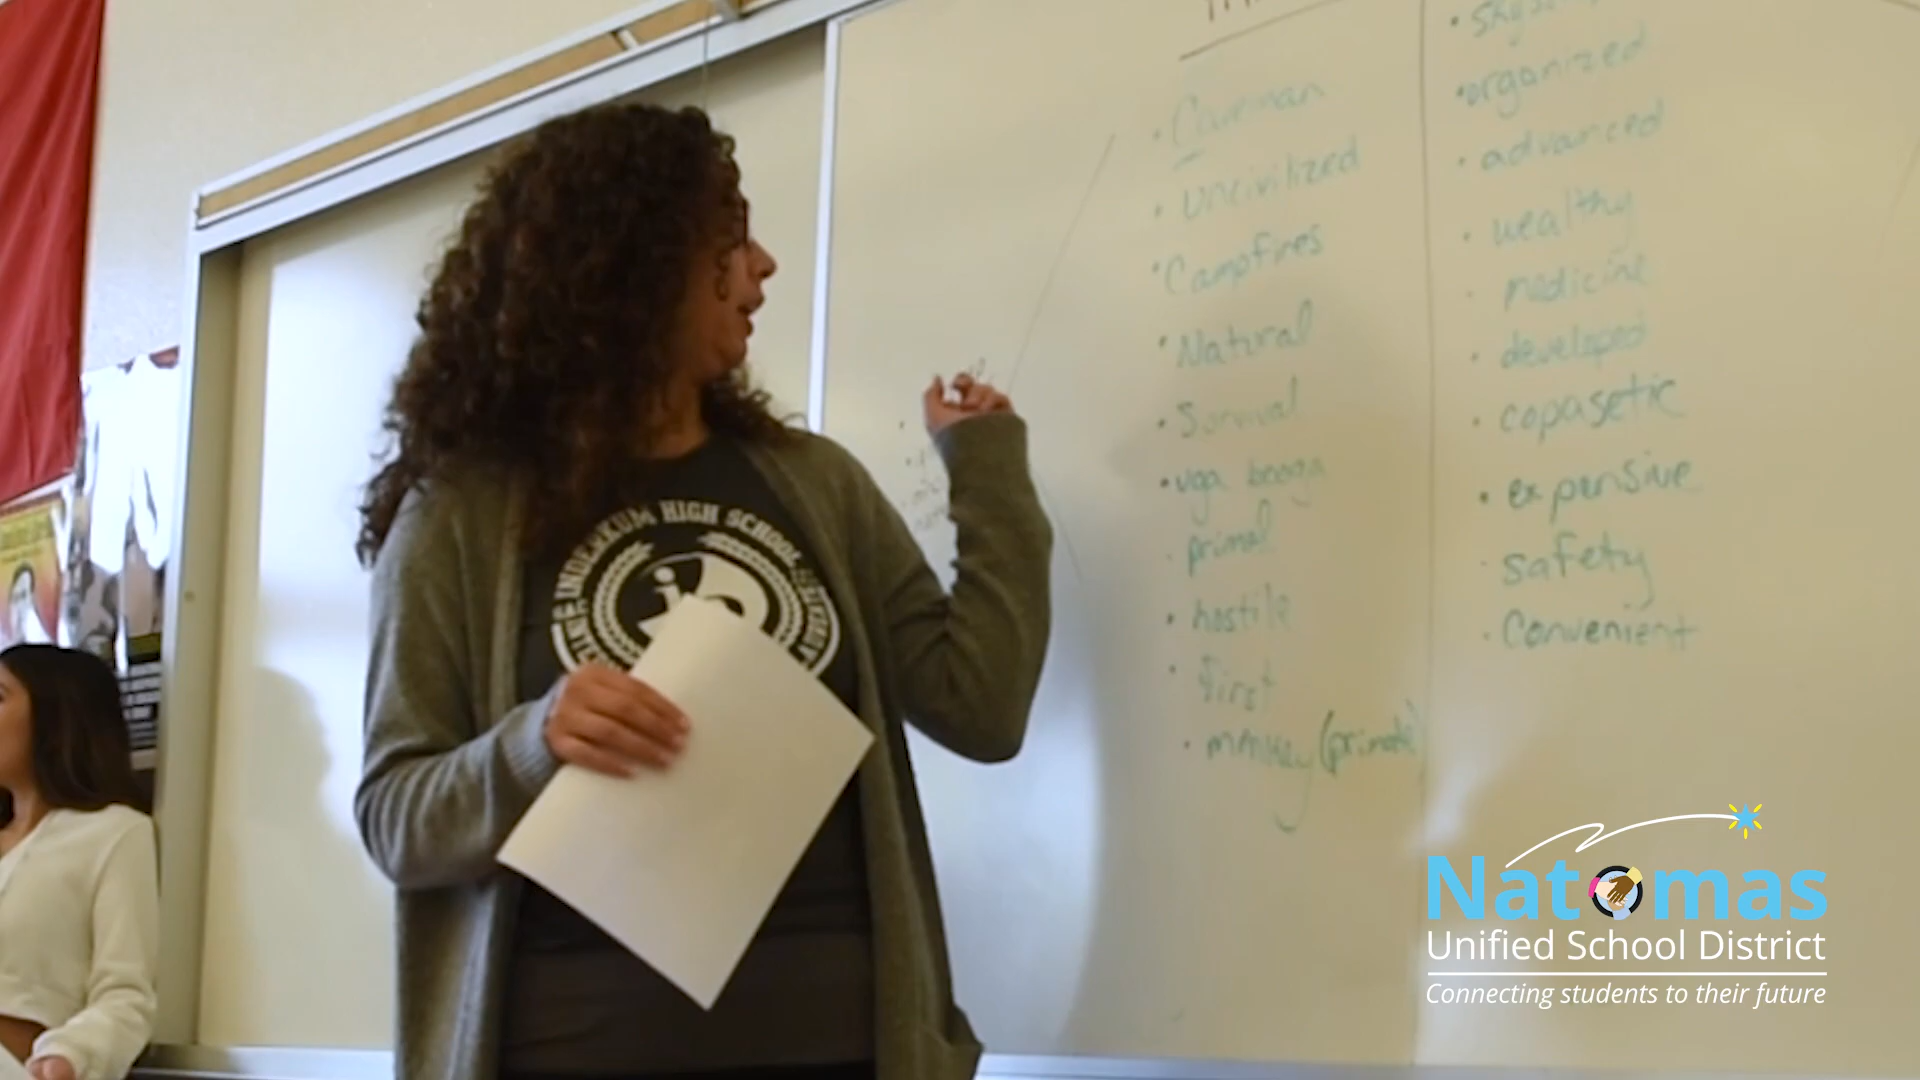 • Caveman
• uncivilized
• Campfires
• Natural
• Survival
• uga booga
• primal
• hostile
• first
• monkey (primate)
• organized
• advanced
• wealthy
• medicine
• developed
• copasetic
• expensive
• safety
• Convenient
UNDERKUM HIGH SCHOOL
Natomas
Unified School District
Connecting students to their future